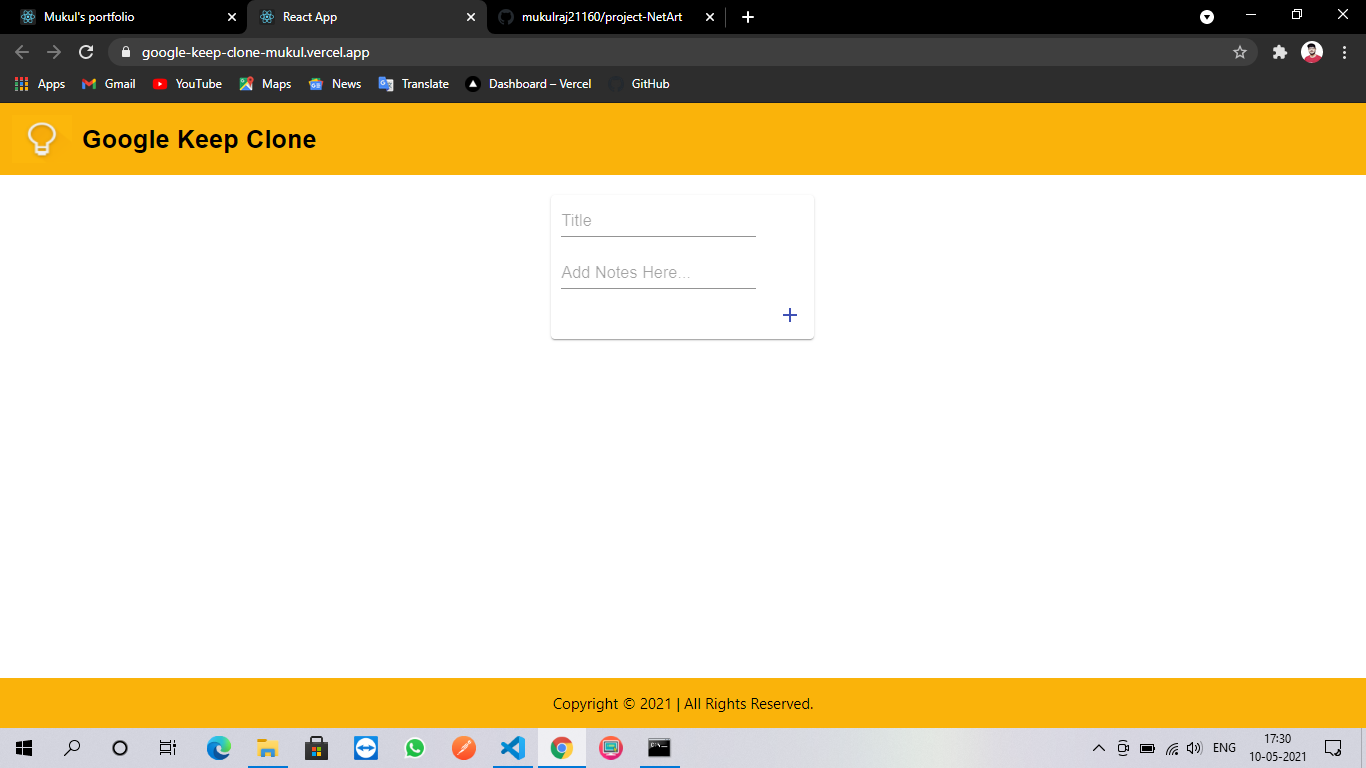 Mukul's portfolio
React App
mukulraj21160/project-NetArt
google-keep-clone-mukul.vercel.app
Apps
Gmail
YouTube
Maps
News
Translate
Dashboard – Vercel
GitHub
Google Keep Clone
Title
Add Notes Here...
Copyright © 2021 | All Rights Reserved.
ENG
17:30
10-05-2021